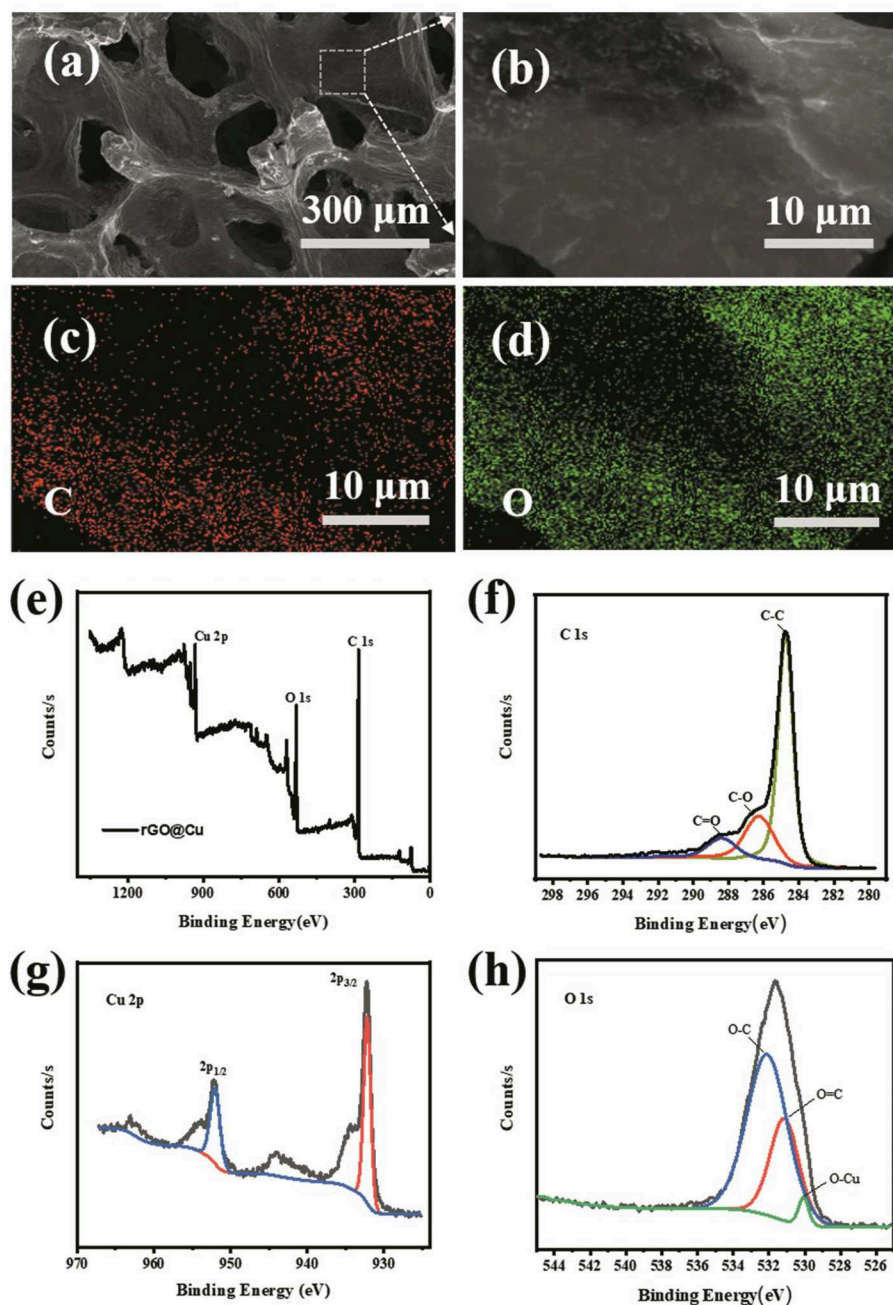 (a)
300 μm
(b)
10 μm
(c)
C
10 μm
(d)
O
10 μm
(e)
Counts/s
Cu 2p
O 1s
C 1s
rGO@Cu
1200 900 600 300 0
Binding Energy(eV)
(f)
Counts/s
C 1s
C-C
C-O
C=O
298 296 294 292 290 288 286 284 282 280
Binding Energy(eV)
(g)
Counts/s
Cu 2p
2p3/2
2p1/2
970 960 950 940 930
Binding Energy (eV)
(h)
Counts/s
O 1s
O-C
O=C
O-Cu
544 542 540 538 536 534 532 530 528 526
Binding Energy(eV)